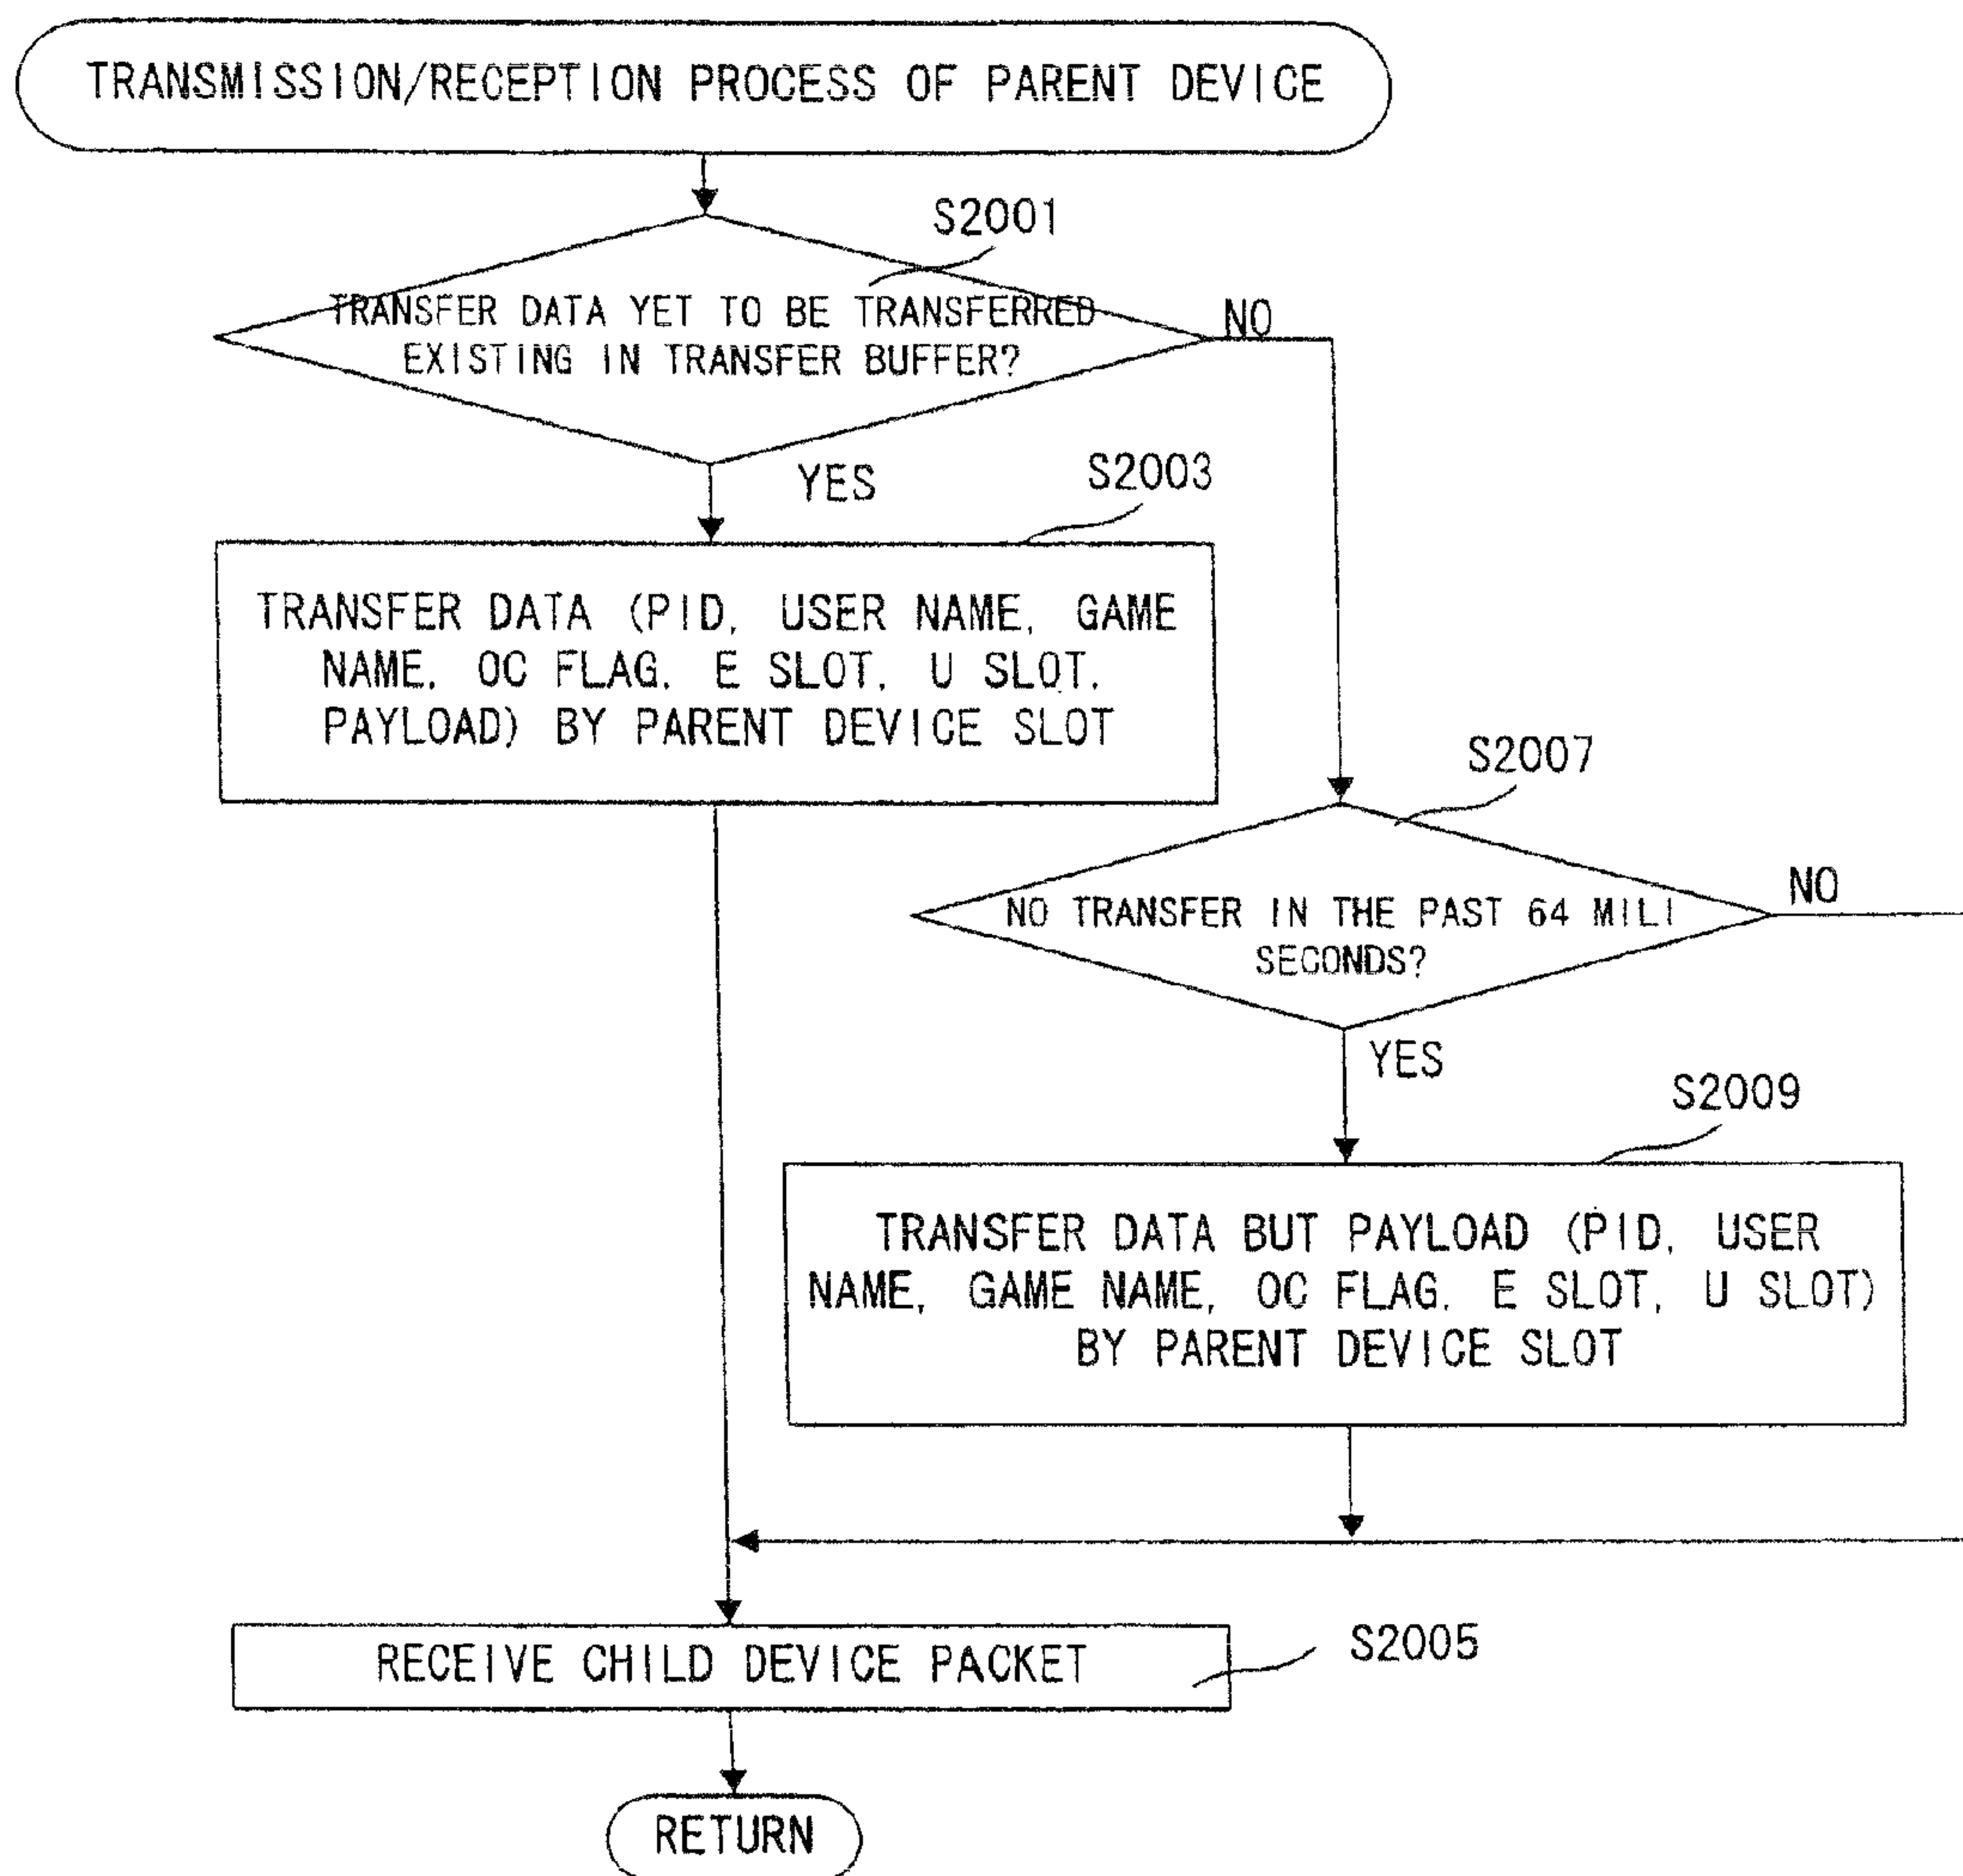 TRANSMISSION/RECEPTION PROCESS OF PARENT DEVICE
S2001
TRANSFER DATA YET TO BE TRANSFERRED
EXISTING IN TRANSFER BUFFER?
NO
YES
S2003
TRANSFER DATA (PID, USER NAME, GAME
NAME, OC FLAG, E SLOT, U SLOT,
PAYLOAD) BY PARENT DEVICE SLOT
S2007
NO TRANSFER IN THE PAST 64 MILI
SECONDS?
NO
YES
S2009
TRANSFER DATA BUT PAYLOAD (PID, USER
NAME, GAME NAME, OC FLAG, E SLOT, U SLOT)
BY PARENT DEVICE SLOT
RECEIVE CHILD DEVICE PACKET
S2005
RETURN